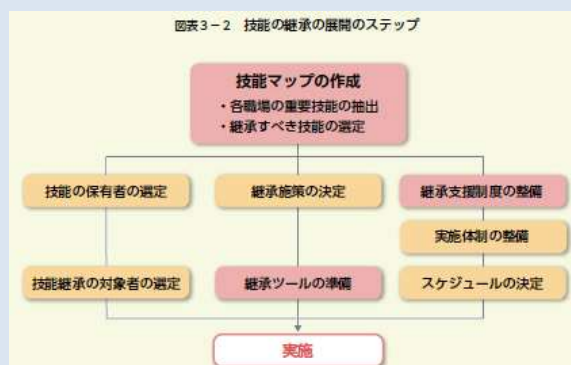 図表3－2 技能の継承の展開のステップ
技能マップの作成
・各職場の重要技能の抽出
・継承すべき技能の選定
技能の保有者の選定
継承施策の決定
継承支援制度の整備
実施体制の整備
技能継承の対象者の選定
継承ツールの準備
スケジュールの決定
実施